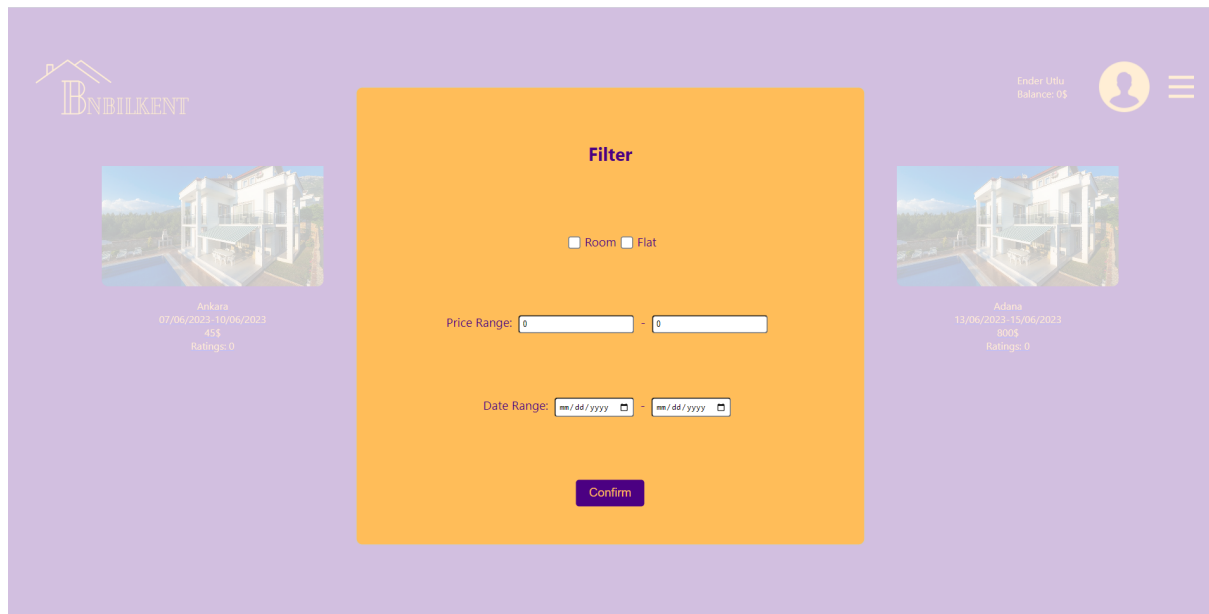 BNBILKENT
Ender Utlu
Balance: 0$
Filter
Room Flat
Price Range: 0 - 0
Date Range: mm/dd/yyyy - mm/dd/yyyy
Confirm
Ankara
07/06/2023-10/06/2023
45$
Ratings: 0
Adana
13/06/2023-15/06/2023
800$
Ratings: 0